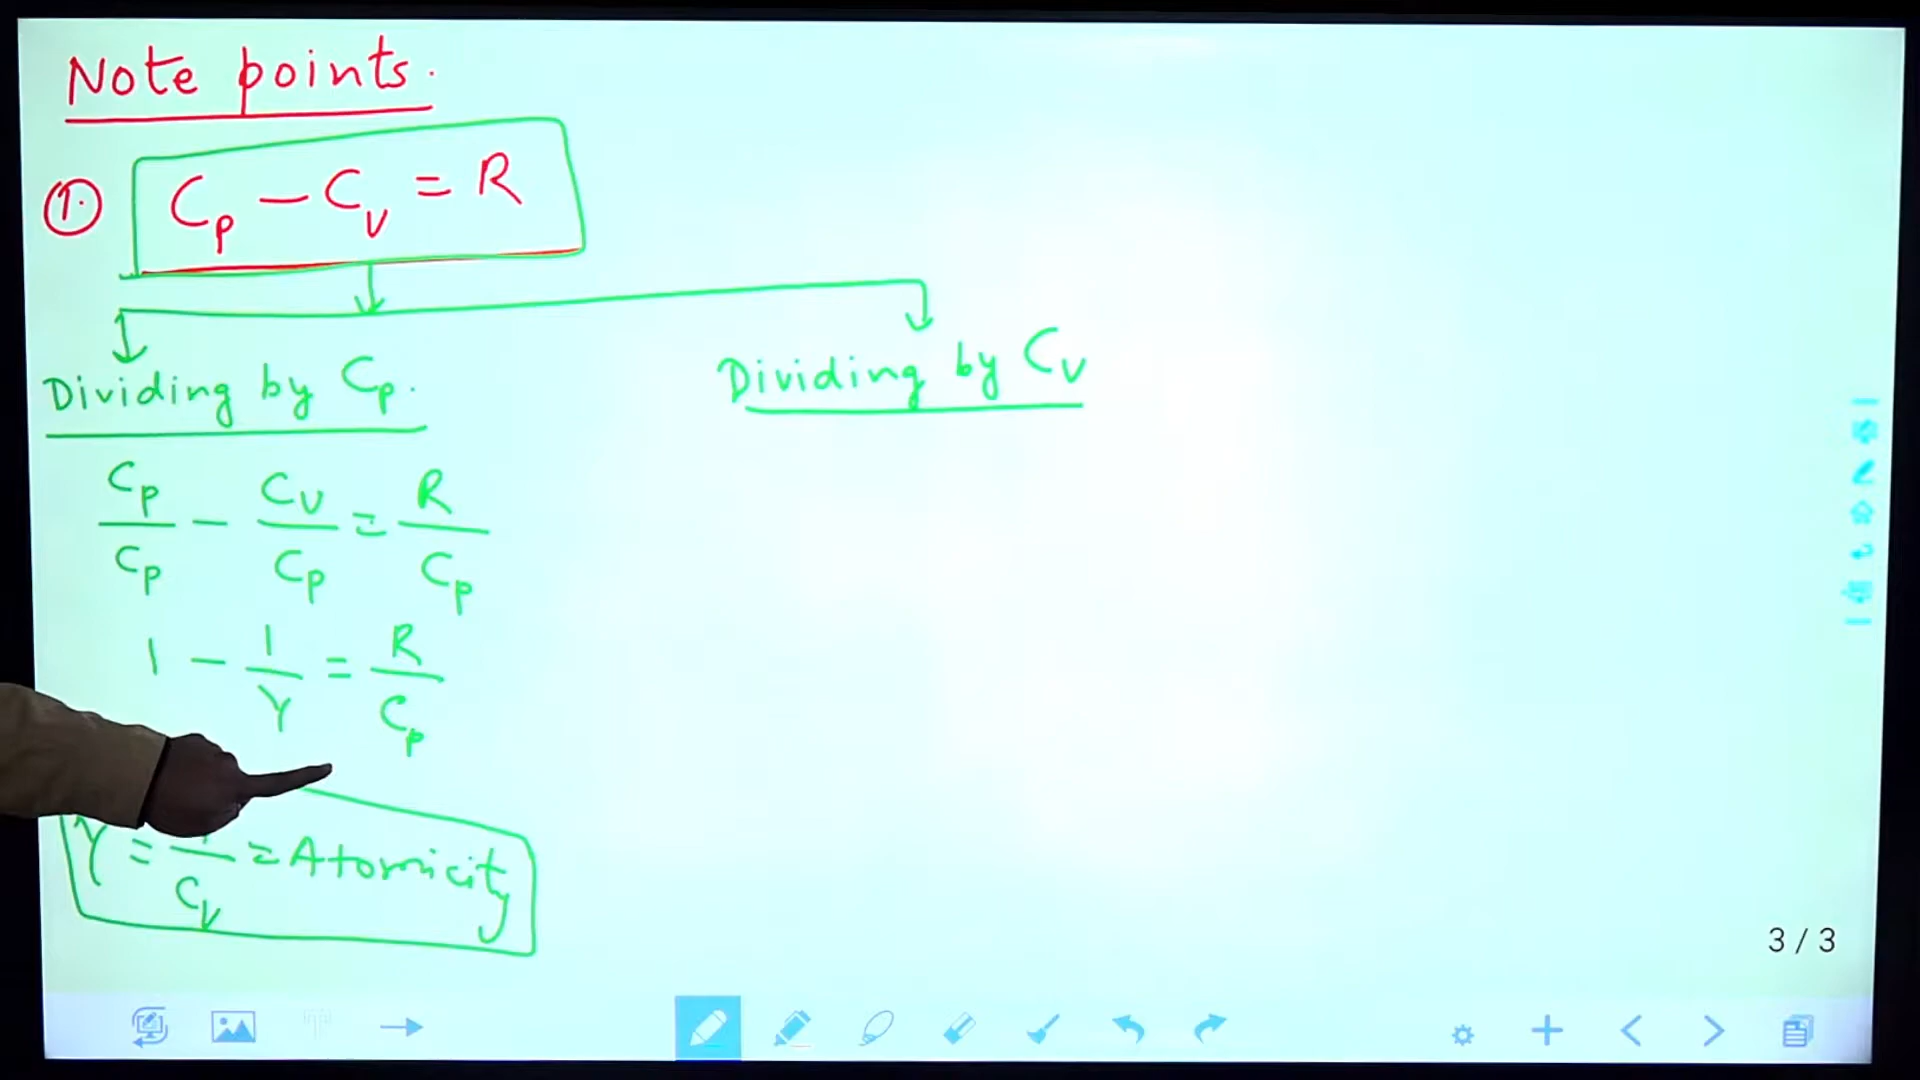 Note points.
① Cp - Cv = R
Dividing by Cp.
Cp/Cp - Cv/Cp = R/Cp
1 - 1/γ = R/Cp
γ = /Cv = Atomicity
Dividing by Cv
3 / 3